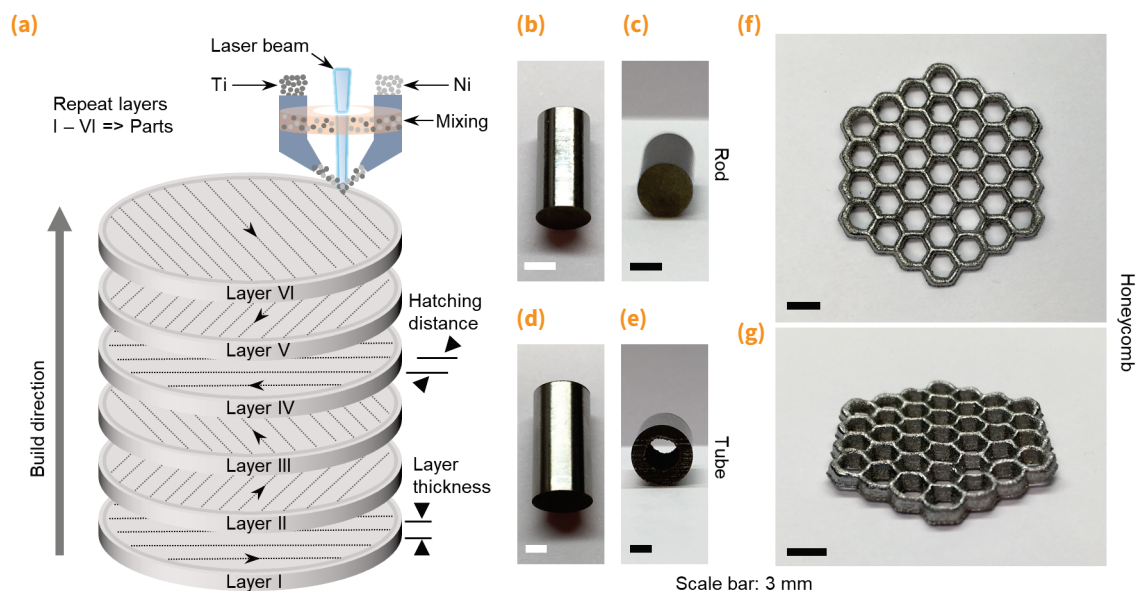 (a)
Laser beam
Ti
Ni
Repeat layers
I – VI => Parts
Mixing
Build direction
Layer VI
Layer V
Layer IV
Layer III
Layer II
Layer I
Hatching
distance
Layer
thickness
(b)
(c)
Rod
(d)
(e)
Tube
(f)
(g)
Honeycomb
Scale bar: 3 mm